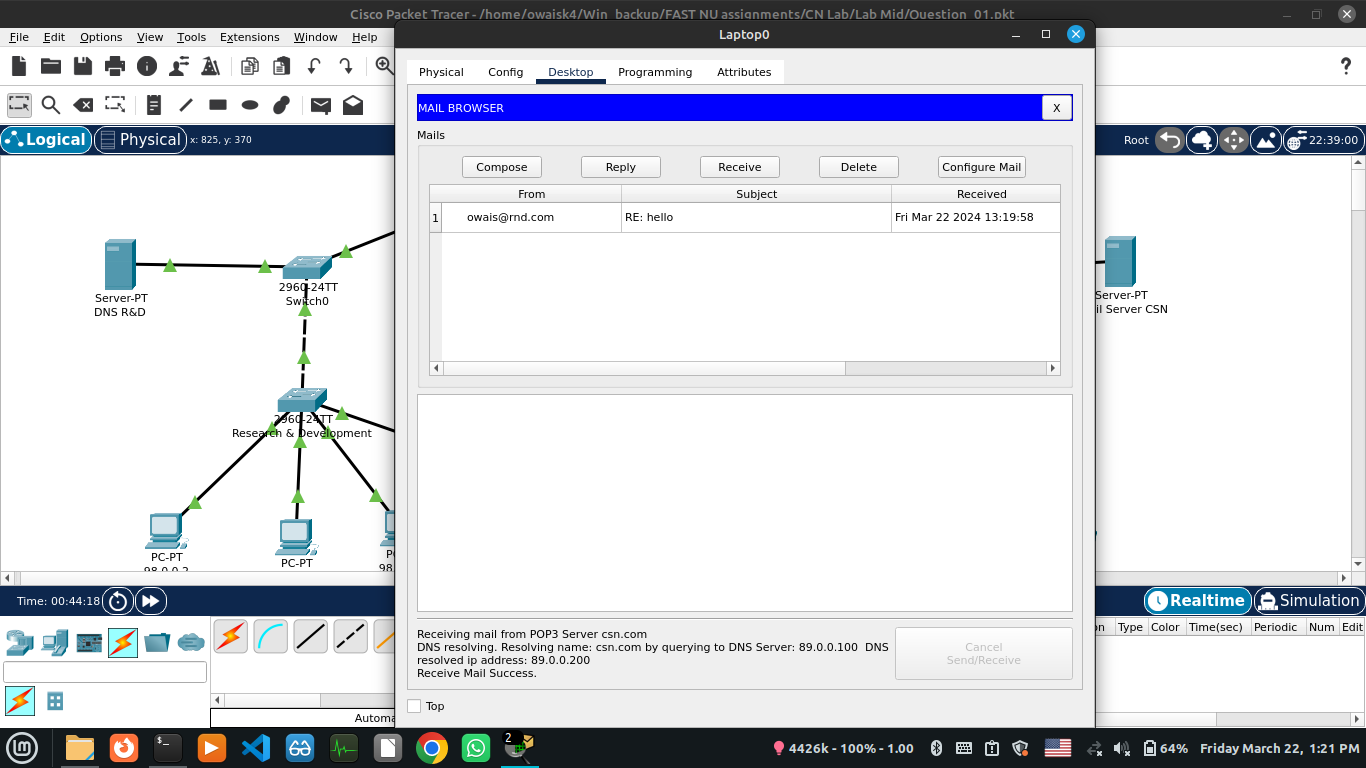 Cisco Packet Tracer - /home/owaisk4/Win_backup/FAST NU assignments/CN Lab/Lab Mid/Question_01.pkt
File Edit Options View Tools Extensions Window Help
Laptop0
Physical Config Desktop Programming Attributes
MAIL BROWSER X
Mails
Compose Reply Receive Delete Configure Mail
From Subject Received
1 owais@rnd.com RE: hello Fri Mar 22 2024 13:19:58
Logical Physical x: 825, y: 370
Root 22:39:00
Server-PT
DNS R&D
2960-24TT
Switch0
2960-24TT
Research & Development
PC-PT
98.0.0.2
PC-PT
98
Server-PT
il Server CSN
Receiving mail from POP3 Server csn.com
DNS resolving. Resolving name: csn.com by querying to DNS Server: 89.0.0.100 DNS
resolved ip address: 89.0.0.200
Receive Mail Success.
Cancel
Send/Receive
Top
Time: 00:44:18
Realtime Simulation
on Type Color Time(sec) Periodic Num Edit
Automa
2
4426k - 100% - 1.00 64% Friday March 22, 1:21 PM